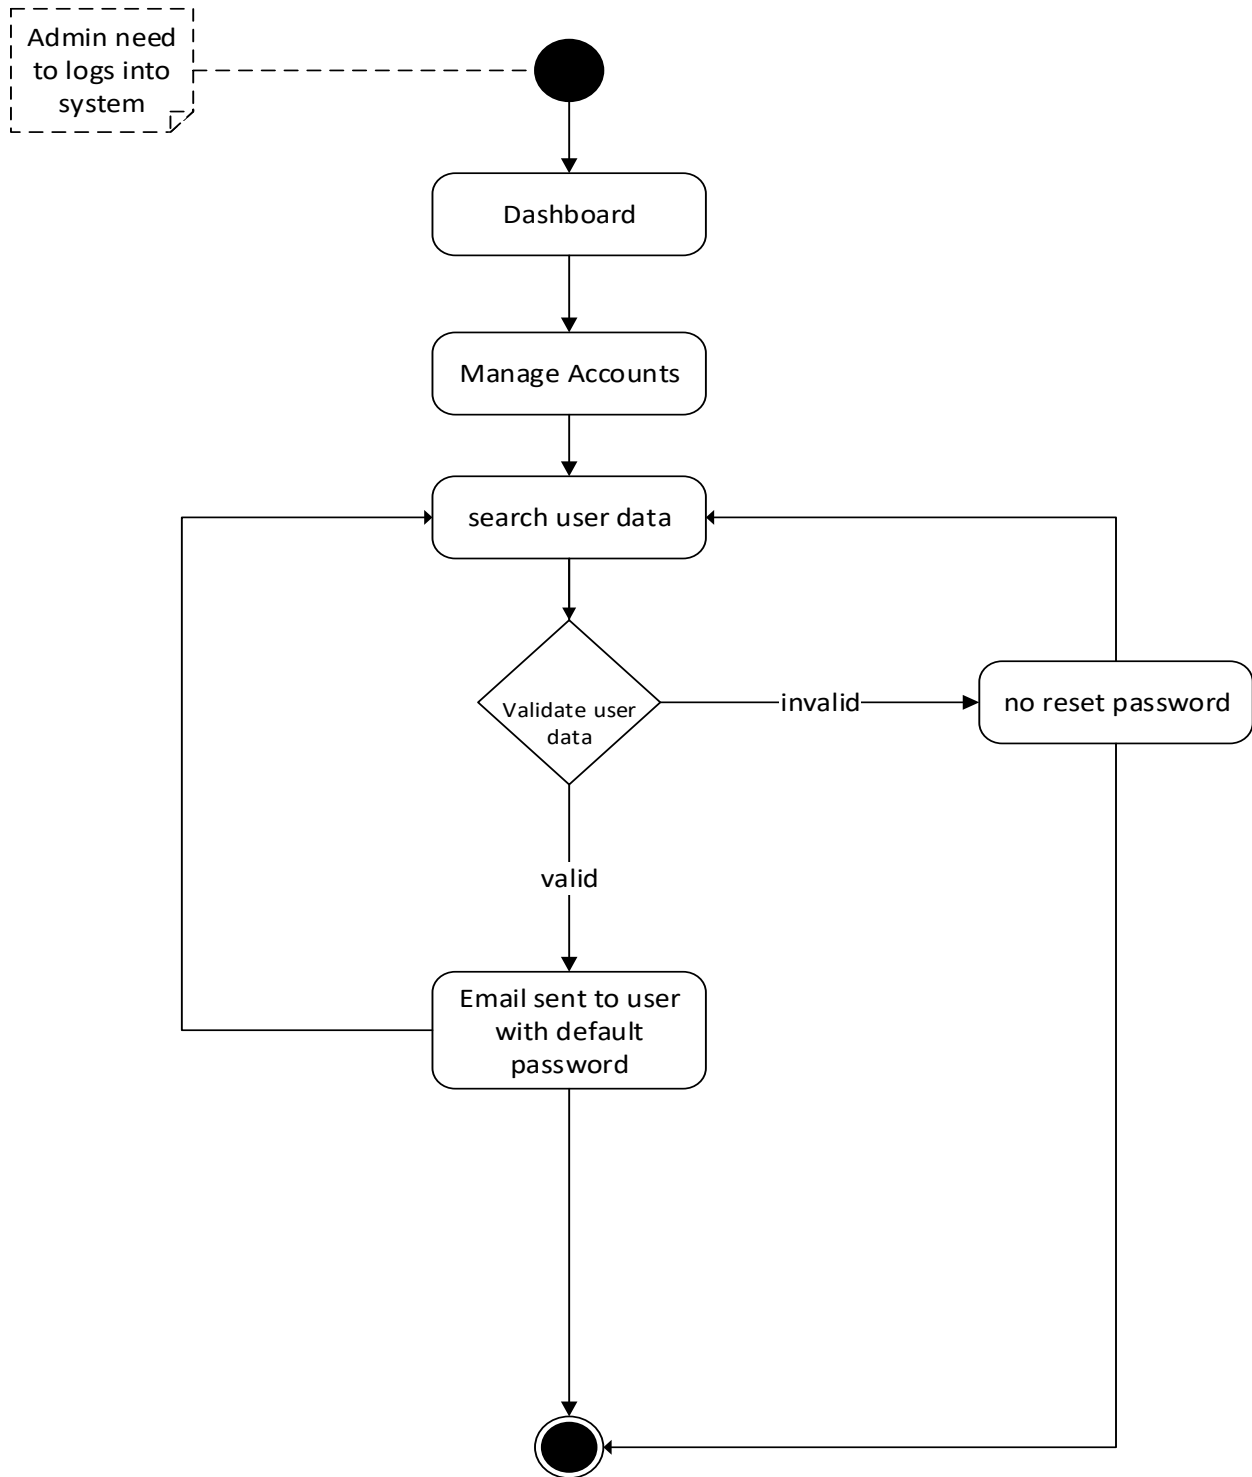 Admin need
to logs into
system
Dashboard
Manage Accounts
search user data
Validate user
data
invalid
no reset password
valid
Email sent to user
with default
password